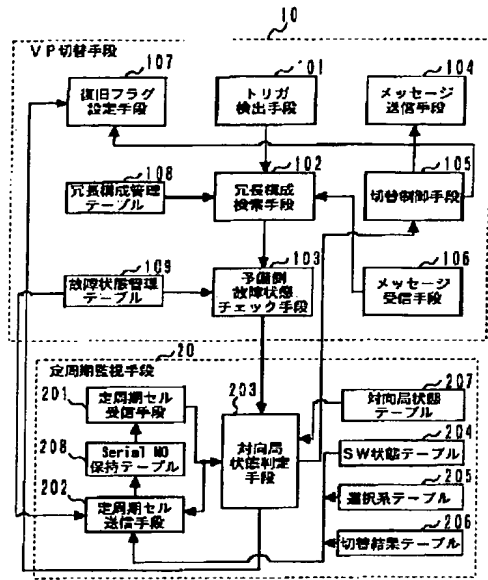 10
VP切替手段
107
復旧フラグ
設定手段
101
トリガ
検出手段
104
メッセージ
送信手段
108
冗長構成管理
テーブル
102
冗長構成
検索手段
105
切替制御手段
109
故障状態管理
テーブル
103
予備側
故障状態
チェック手段
106
メッセージ
受信手段
20
定周期監視手段
201
定周期セル
受信手段
203
対向局
状態判定
手段
207
対向局状態
テーブル
208
Serial NO
保持テーブル
204
SW状態テーブル
202
定周期セル
送信手段
205
選択系テーブル
206
切替結果テーブル